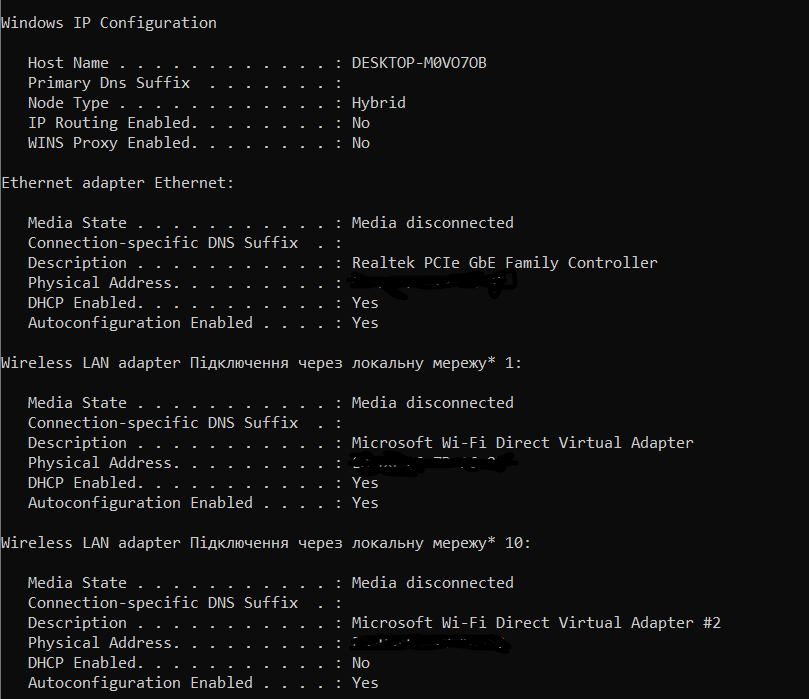 Windows IP Configuration
Host Name . . . . . . . . . . . . : DESKTOP-M0VO7OB
Primary Dns Suffix  . . . . . . . :
Node Type . . . . . . . . . . . . : Hybrid
IP Routing Enabled. . . . . . . . : No
WINS Proxy Enabled. . . . . . . . : No
Ethernet adapter Ethernet:
Media State . . . . . . . . . . . : Media disconnected
Connection-specific DNS Suffix  . :
Description . . . . . . . . . . . : Realtek PCIe GbE Family Controller
Physical Address. . . . . . . . . :
DHCP Enabled. . . . . . . . . . . : Yes
Autoconfiguration Enabled . . . . : Yes
Wireless LAN adapter Підключення через локальну мережу* 1:
Media State . . . . . . . . . . . : Media disconnected
Connection-specific DNS Suffix  . :
Description . . . . . . . . . . . : Microsoft Wi-Fi Direct Virtual Adapter
Physical Address. . . . . . . . . :
DHCP Enabled. . . . . . . . . . . : Yes
Autoconfiguration Enabled . . . . : Yes
Wireless LAN adapter Підключення через локальну мережу* 10:
Media State . . . . . . . . . . . : Media disconnected
Connection-specific DNS Suffix  . :
Description . . . . . . . . . . . : Microsoft Wi-Fi Direct Virtual Adapter #2
Physical Address. . . . . . . . . :
DHCP Enabled. . . . . . . . . . . : No
Autoconfiguration Enabled . . . . : Yes